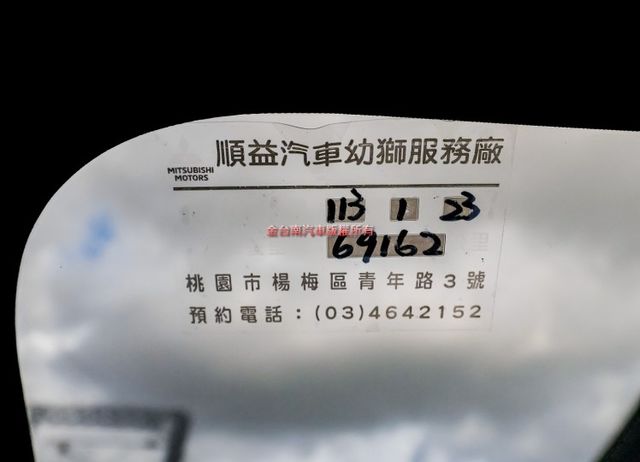 順益汽車幼獅服務廠
MITSUBISHI
MOTORS
113 1 23
金台南汽車版權所有
69162 里
桃園市楊梅區青年路3號
預約電話：(03)4642152